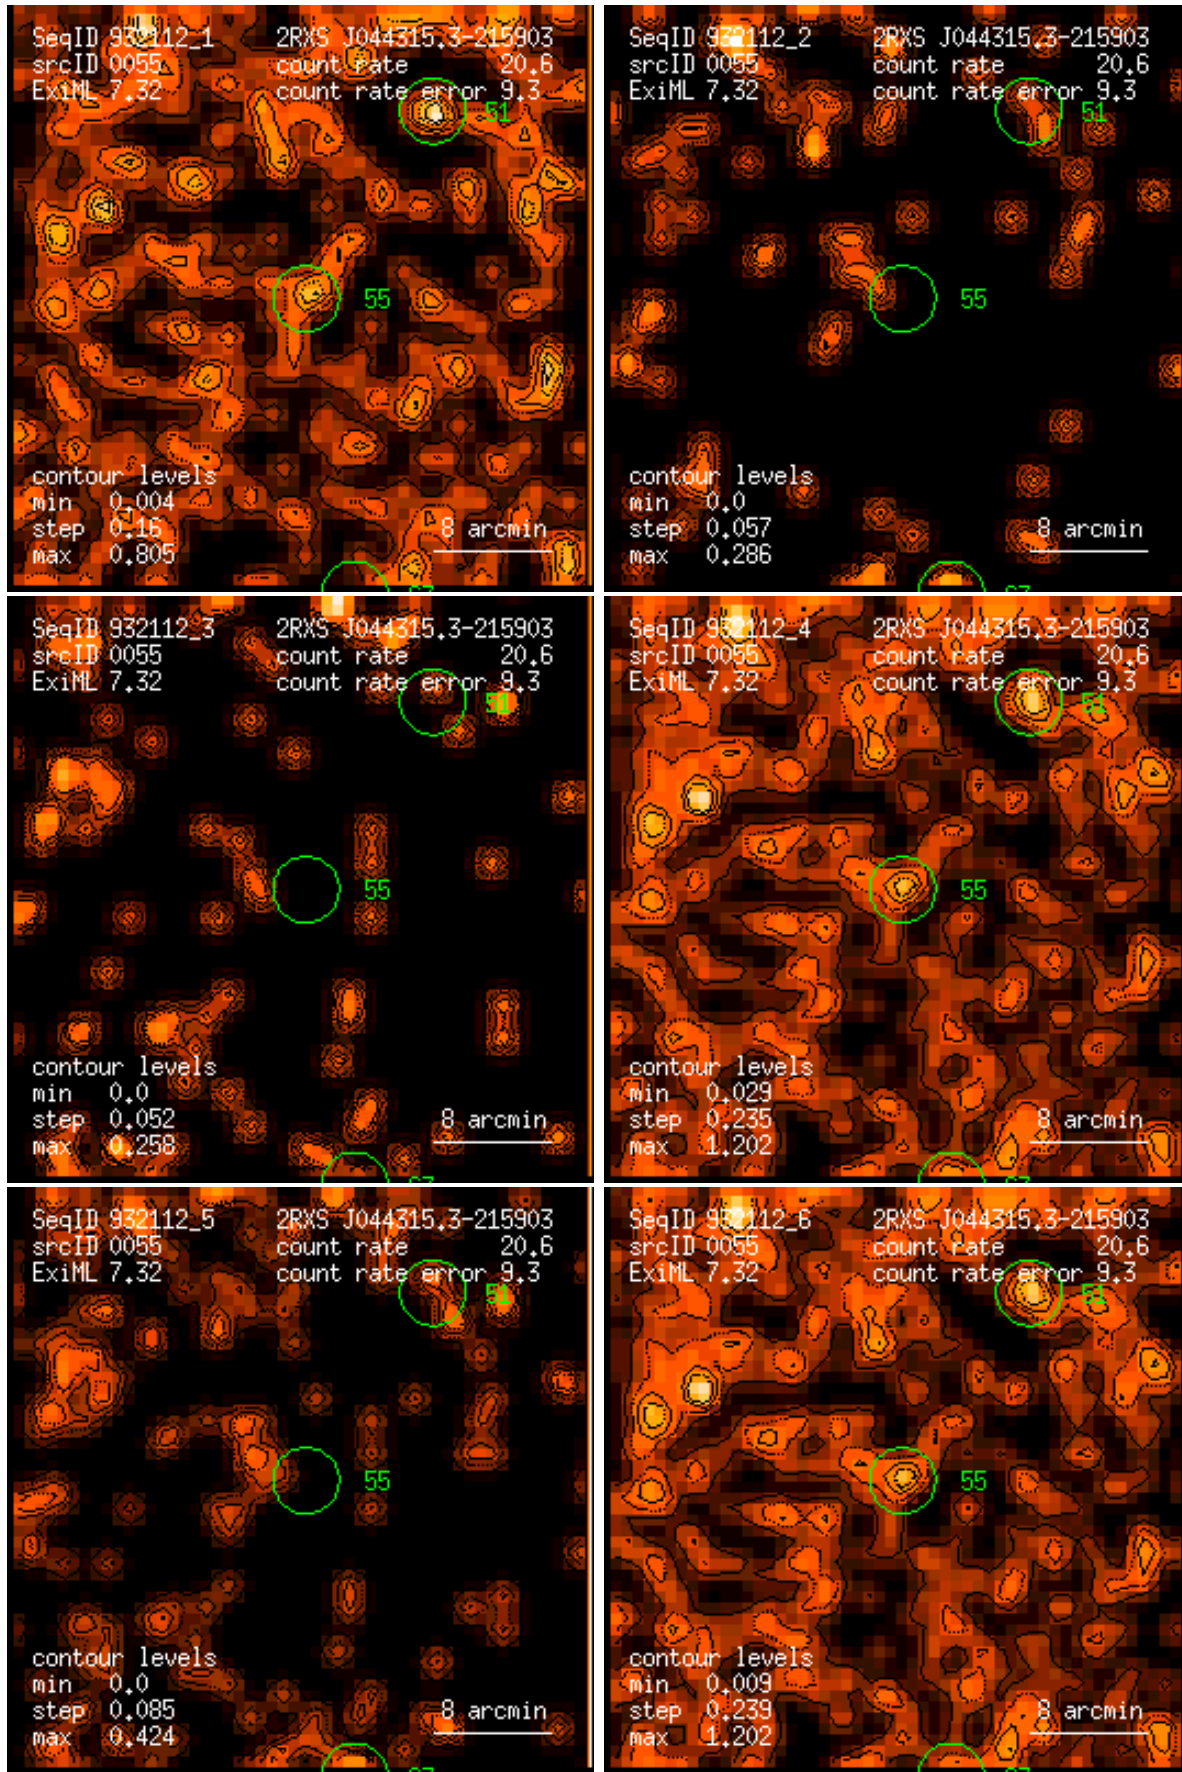 SeqID 932112_1 2RXS J044315.3-215903
srcID 0055 count rate 20.6
ExiML 7.32 count rate error 9.3
51
55
contour levels
min 0.004
step 0.16
max 0.805
8 arcmin
SeqID 932112_2 2RXS J044315.3-215903
srcID 0055 count rate 20.6
ExiML 7.32 count rate error 9.3
51
55
contour levels
min 0.0
step 0.057
max 0.286
8 arcmin
SeqID 932112_3 2RXS J044315.3-215903
srcID 0055 count rate 20.6
ExiML 7.32 count rate error 9.3
51
55
contour levels
min 0.0
step 0.052
max 0.258
8 arcmin
SeqID 932112_4 2RXS J044315.3-215903
srcID 0055 count rate 20.6
ExiML 7.32 count rate error 9.3
51
55
contour levels
min 0.029
step 0.235
max 1.202
8 arcmin
SeqID 932112_5 2RXS J044315.3-215903
srcID 0055 count rate 20.6
ExiML 7.32 count rate error 9.3
51
55
contour levels
min 0.0
step 0.085
max 0.424
8 arcmin
SeqID 932112_6 2RXS J044315.3-215903
srcID 0055 count rate 20.6
ExiML 7.32 count rate error 9.3
51
55
contour levels
min 0.009
step 0.239
max 1.202
8 arcmin